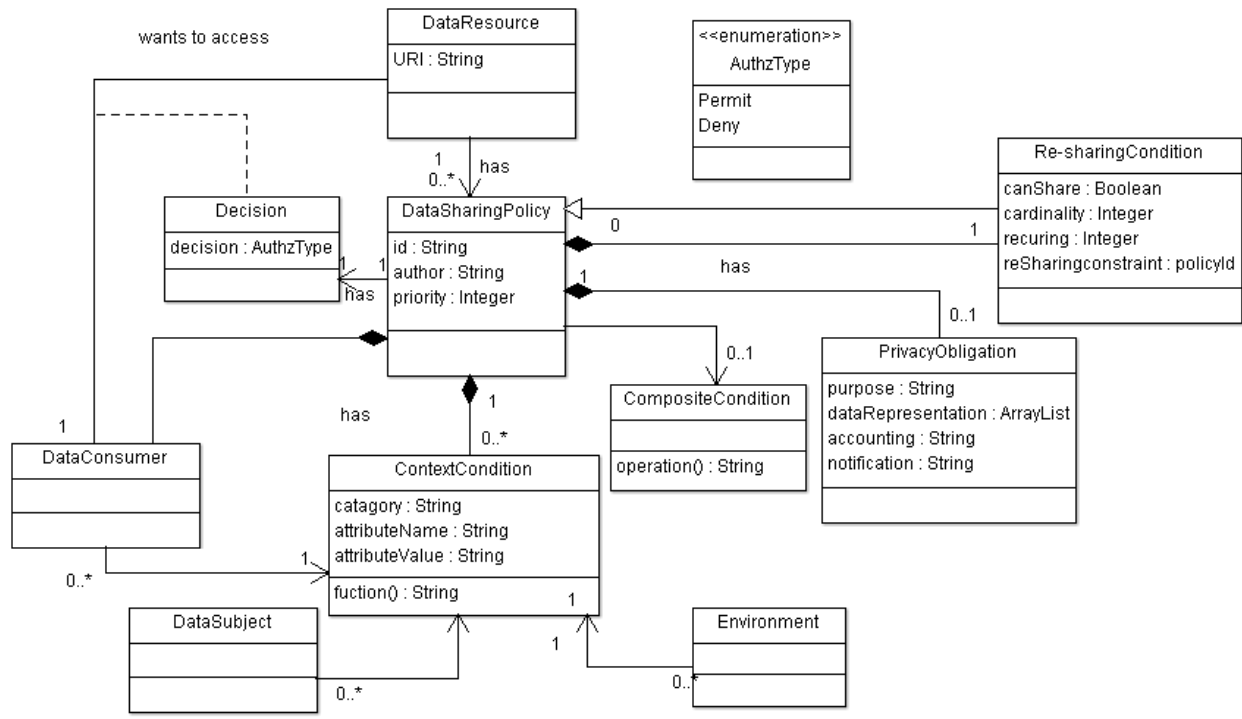 DataResource
URI : String
wants to access
<<enumeration>>
AuthzType
Permit
Deny
1
0..*
has
Re-sharingCondition
canShare : Boolean
cardinality : Integer
recuring : Integer
reSharingconstraint : policyId
Decision
decision : AuthzType
DataSharingPolicy
id : String
author : String
priority : Integer
1
1
has
0
1
has
1
0..1
PrivacyObligation
purpose : String
dataRepresentation : ArrayList
accounting : String
notification : String
0..1
CompositeCondition
operation() : String
1
has
0..*
1
DataConsumer
ContextCondition
catagory : String
attributeName : String
attributeValue : String
fuction() : String
0..*
1
1
1
DataSubject
0..*
Environment
0..*